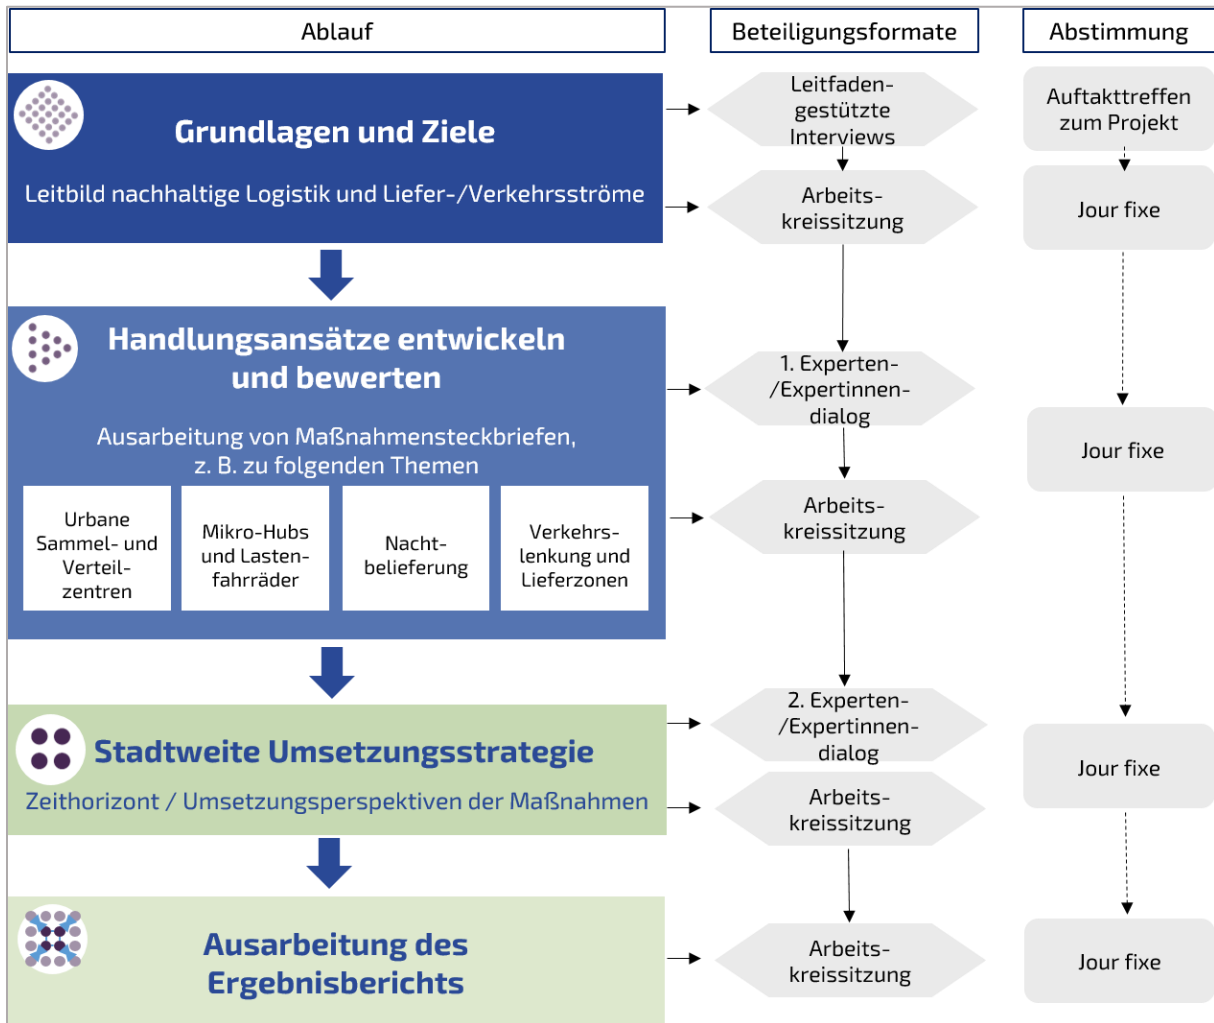 Ablauf
Beteiligungsformate
Abstimmung
Grundlagen und Ziele
Leitbild nachhaltige Logistik und Liefer-/Verkehrsströme
Leitfaden-
gestützte
Interviews
Auftakttreffen
zum Projekt
Arbeits-
kreissitzung
Jour fixe
Handlungsansätze entwickeln
und bewerten
Ausarbeitung von Maßnahmensteckbriefen,
z. B. zu folgenden Themen
Urbane
Sammel- und
Verteil-
zentren
Mikro-Hubs
und Lasten-
fahrräder
Nacht-
belieferung
Verkehrs-
lenkung und
Lieferzonen
1. Experten-
/Expertinnen-
dialog
Arbeits-
kreissitzung
Jour fixe
Stadtweite Umsetzungsstrategie
Zeithorizont / Umsetzungsperspektiven der Maßnahmen
2. Experten-
/Expertinnen-
dialog
Arbeits-
kreissitzung
Jour fixe
Ausarbeitung des
Ergebnisberichts
Arbeits-
kreissitzung
Jour fixe